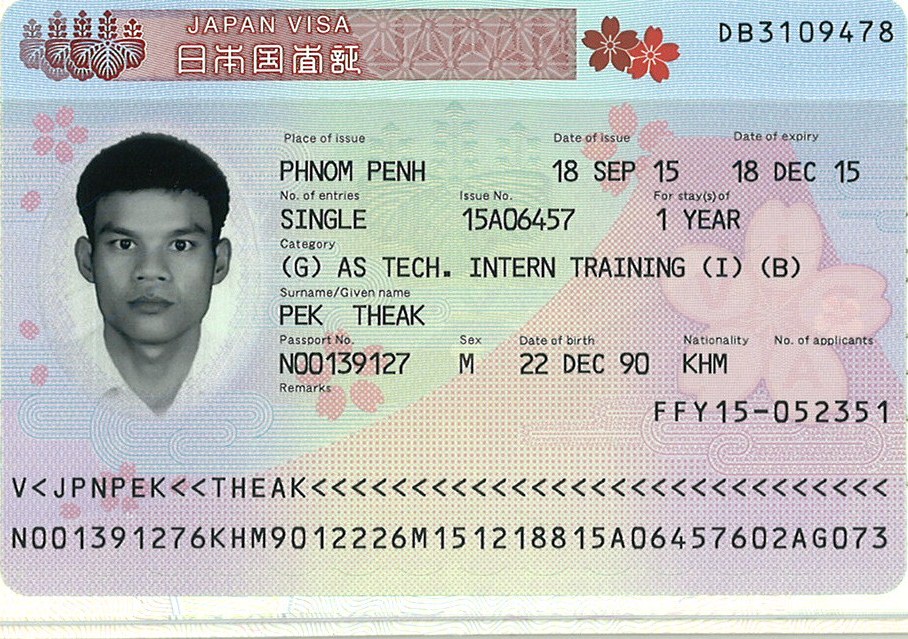 JAPAN VISA
日本国査証
DB3109478
Place of issue Date of issue Date of expiry
PHNOM PENH 18 SEP 15 18 DEC 15
No. of entries Issue No. For stay(s)of
SINGLE 15A06457 1 YEAR
Category
(G) AS TECH. INTERN TRAINING (I) (B)
Surname/Given name
PEK THEAK
Passport No. Sex Date of birth Nationality No. of applicants
N00139127 M 22 DEC 90 KHM
Remarks
FFY15-052351
V<JPNPEK<<THEAK<<<<<<<<<<<<<<<<<<<<<<<<<<<<<
N001391276KHM9012226M151218815A06457602AG073